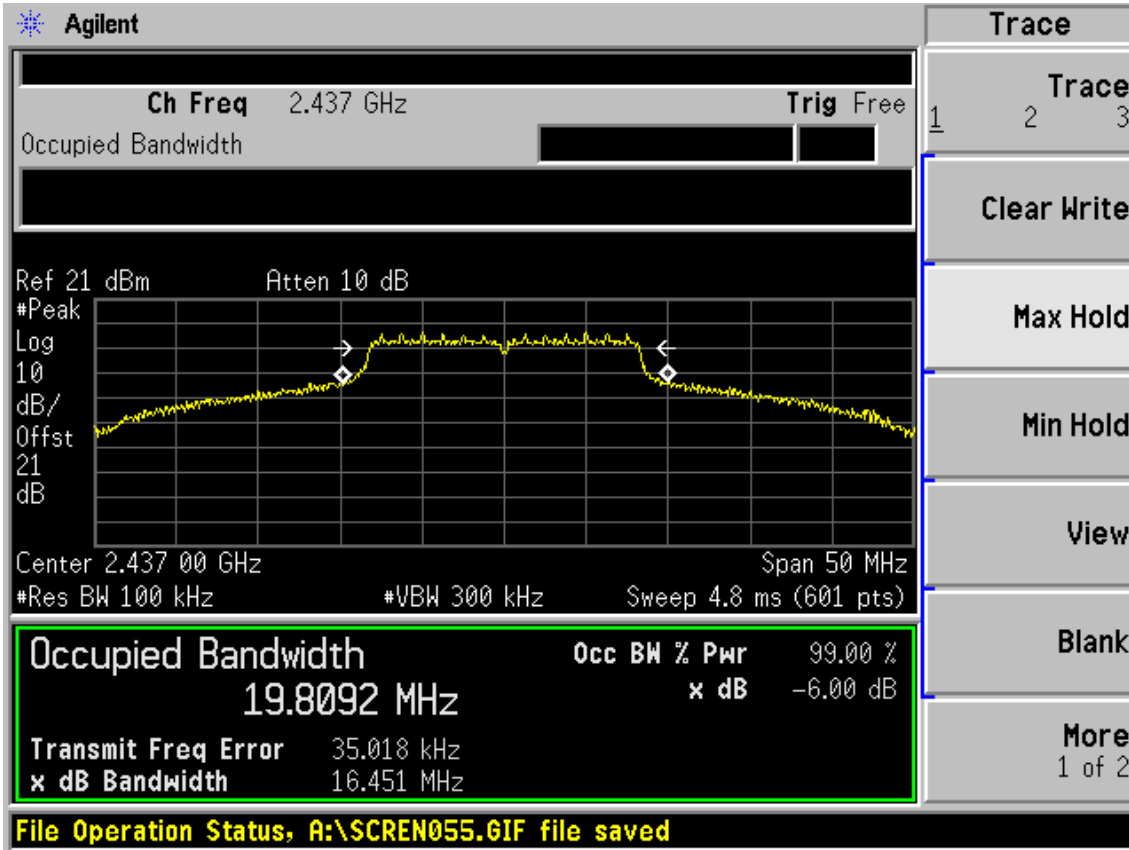 Agilent
Trace
Ch Freq 2.437 GHz Trig Free
Occupied Bandwidth
Trace
1 2 3
Clear Write
Max Hold
Min Hold
View
Blank
More
1 of 2
Ref 21 dBm Atten 10 dB
#Peak
Log
10
dB/
Offst
21
dB
Center 2.437 00 GHz Span 50 MHz
#Res BW 100 kHz #VBW 300 kHz Sweep 4.8 ms (601 pts)
Occupied Bandwidth
19.8092 MHz
Occ BW % Pwr 99.00 %
x dB -6.00 dB
Transmit Freq Error 35.018 kHz
x dB Bandwidth 16.451 MHz
File Operation Status, A:\SCREN055.GIF file saved